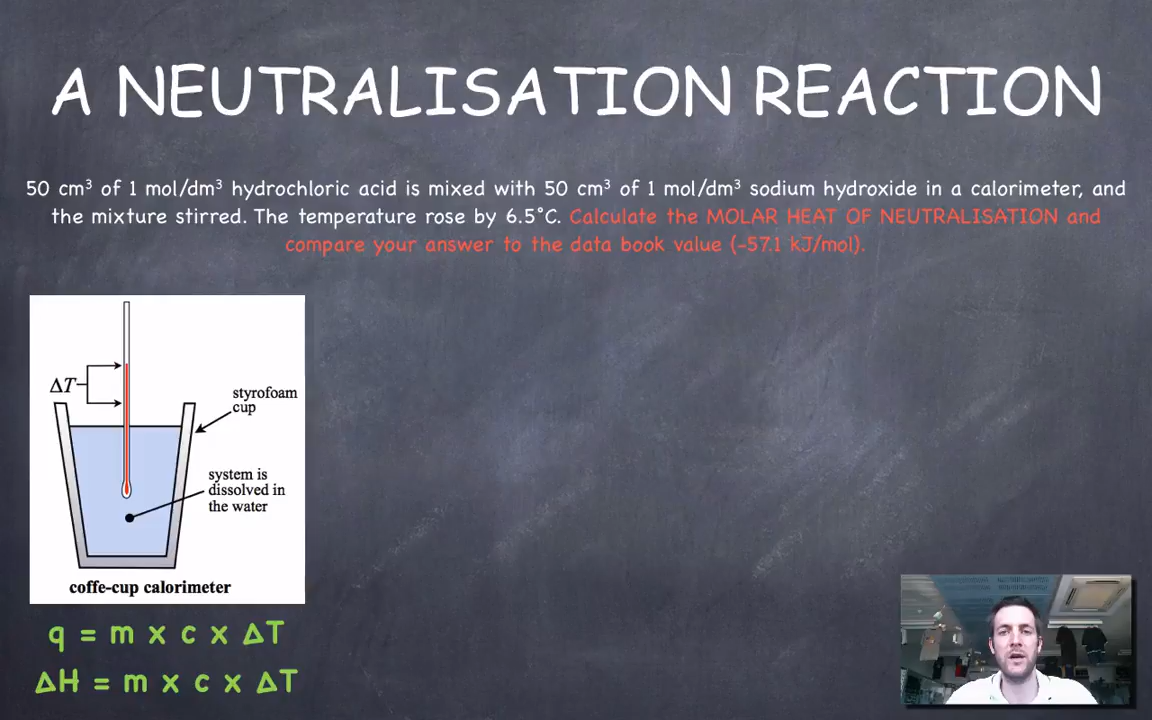 A NEUTRALISATION REACTION
50 cm³ of 1 mol/dm³ hydrochloric acid is mixed with 50 cm³ of 1 mol/dm³ sodium hydroxide in a calorimeter, and
the mixture stirred. The temperature rose by 6.5°C. Calculate the MOLAR HEAT OF NEUTRALISATION and
compare your answer to the data book value (-57.1 kJ/mol).
ΔT
styrofoam
cup
system is
dissolved in
the water
coffe-cup calorimeter
q = m x c x ΔT
ΔH = m x c x ΔT